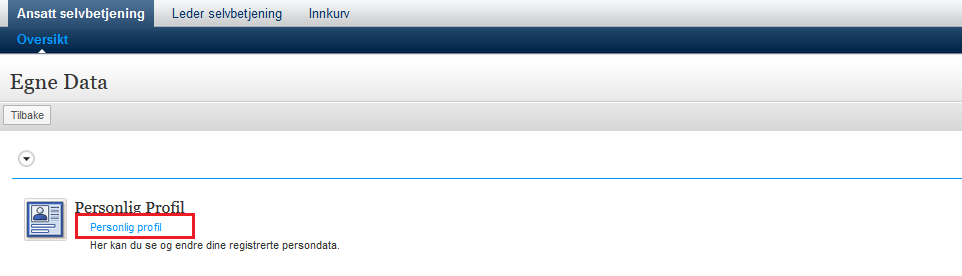 Ansatt selvbetjening Leder selvbetjening Innkurv
Oversikt
Egne Data
Tilbake
Personlig Profil
Personlig profil
Her kan du se og endre dine registrerte persondata.